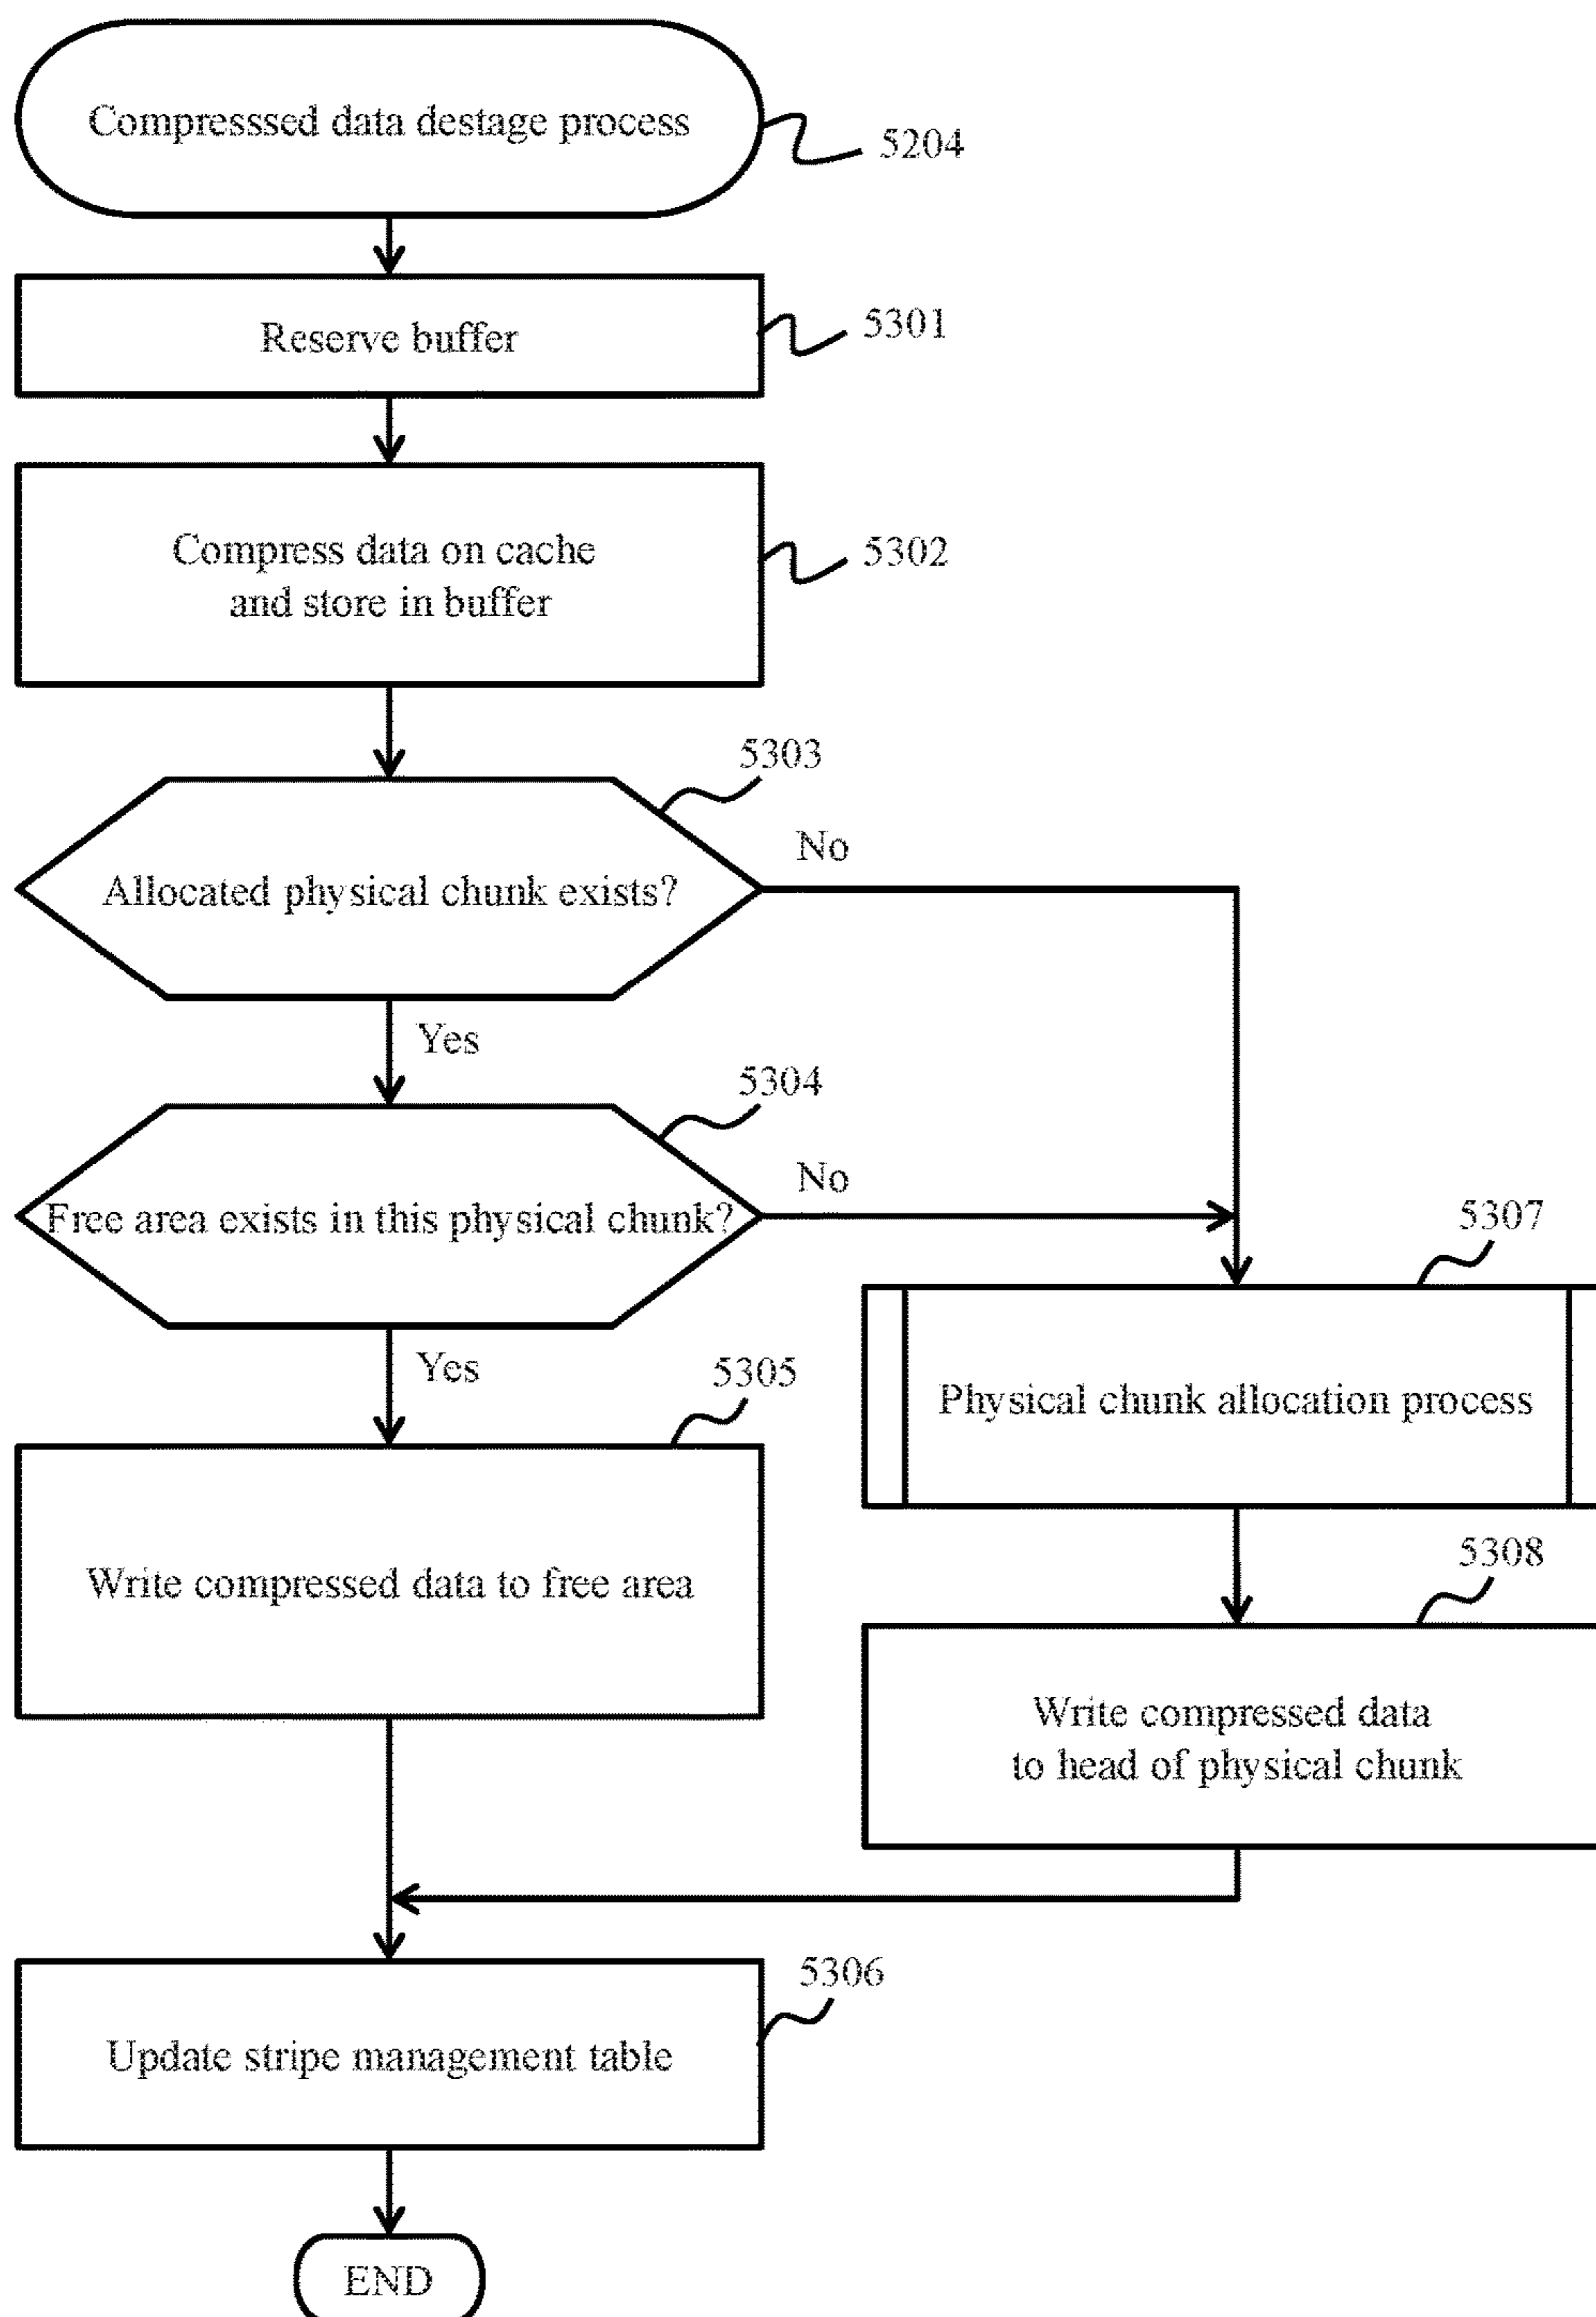 Compresssed data destage process
5204
Reserve buffer
5301
Compress data on cache
and store in buffer
5302
5303
Allocated physical chunk exists?
No
Yes
5304
Free area exists in this physical chunk?
No
Yes
5305
Write compressed data to free area
5307
Physical chunk allocation process
5308
Write compressed data
to head of physical chunk
5306
Update stripe management table
END